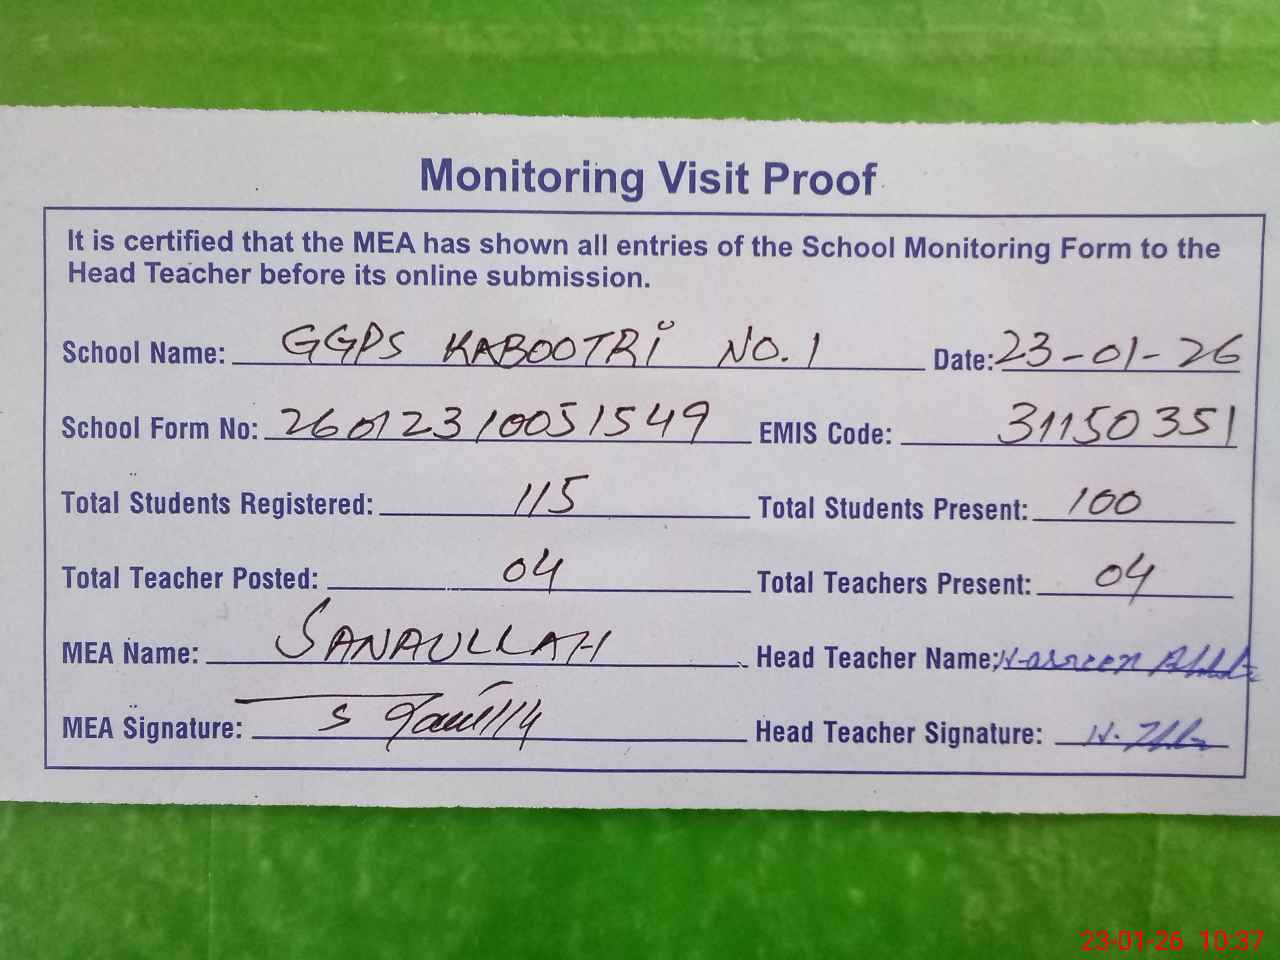 Monitoring Visit Proof
It is certified that the MEA has shown all entries of the School Monitoring Form to the
Head Teacher before its online submission.
School Name: GGPS KABOOTRi NO. 1 Date: 23-01-26
School Form No: 26012310051549 EMIS Code: 31150351
Total Students Registered: 115 Total Students Present: 100
Total Teacher Posted: 04 Total Teachers Present: 04
MEA Name: SANAULLAH Head Teacher Name: Nasreen
MEA Signature: Head Teacher Signature:
23-01-26 10:37